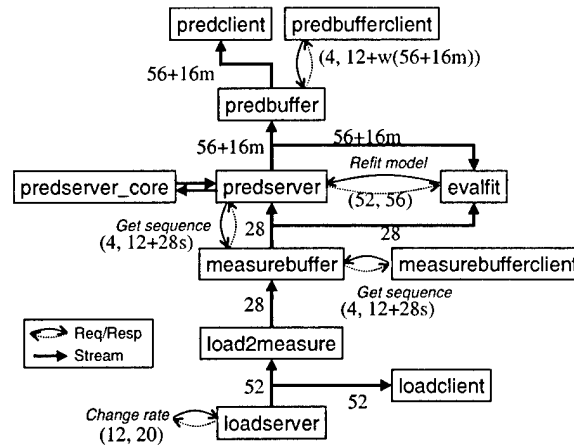 predclient
predbufferclient
(4, 12+w(56+16m))
56+16m
predbuffer
56+16m
56+16m
Refit model
predserver_core
predserver
evalfit
(52, 56)
Get sequence
(4, 12+28s)
28
28
measurebuffer
measurebufferclient
Get sequence
(4, 12+28s)
28
Req/Resp
Stream
load2measure
52
loadclient
52
Change rate
(12, 20)
loadserver